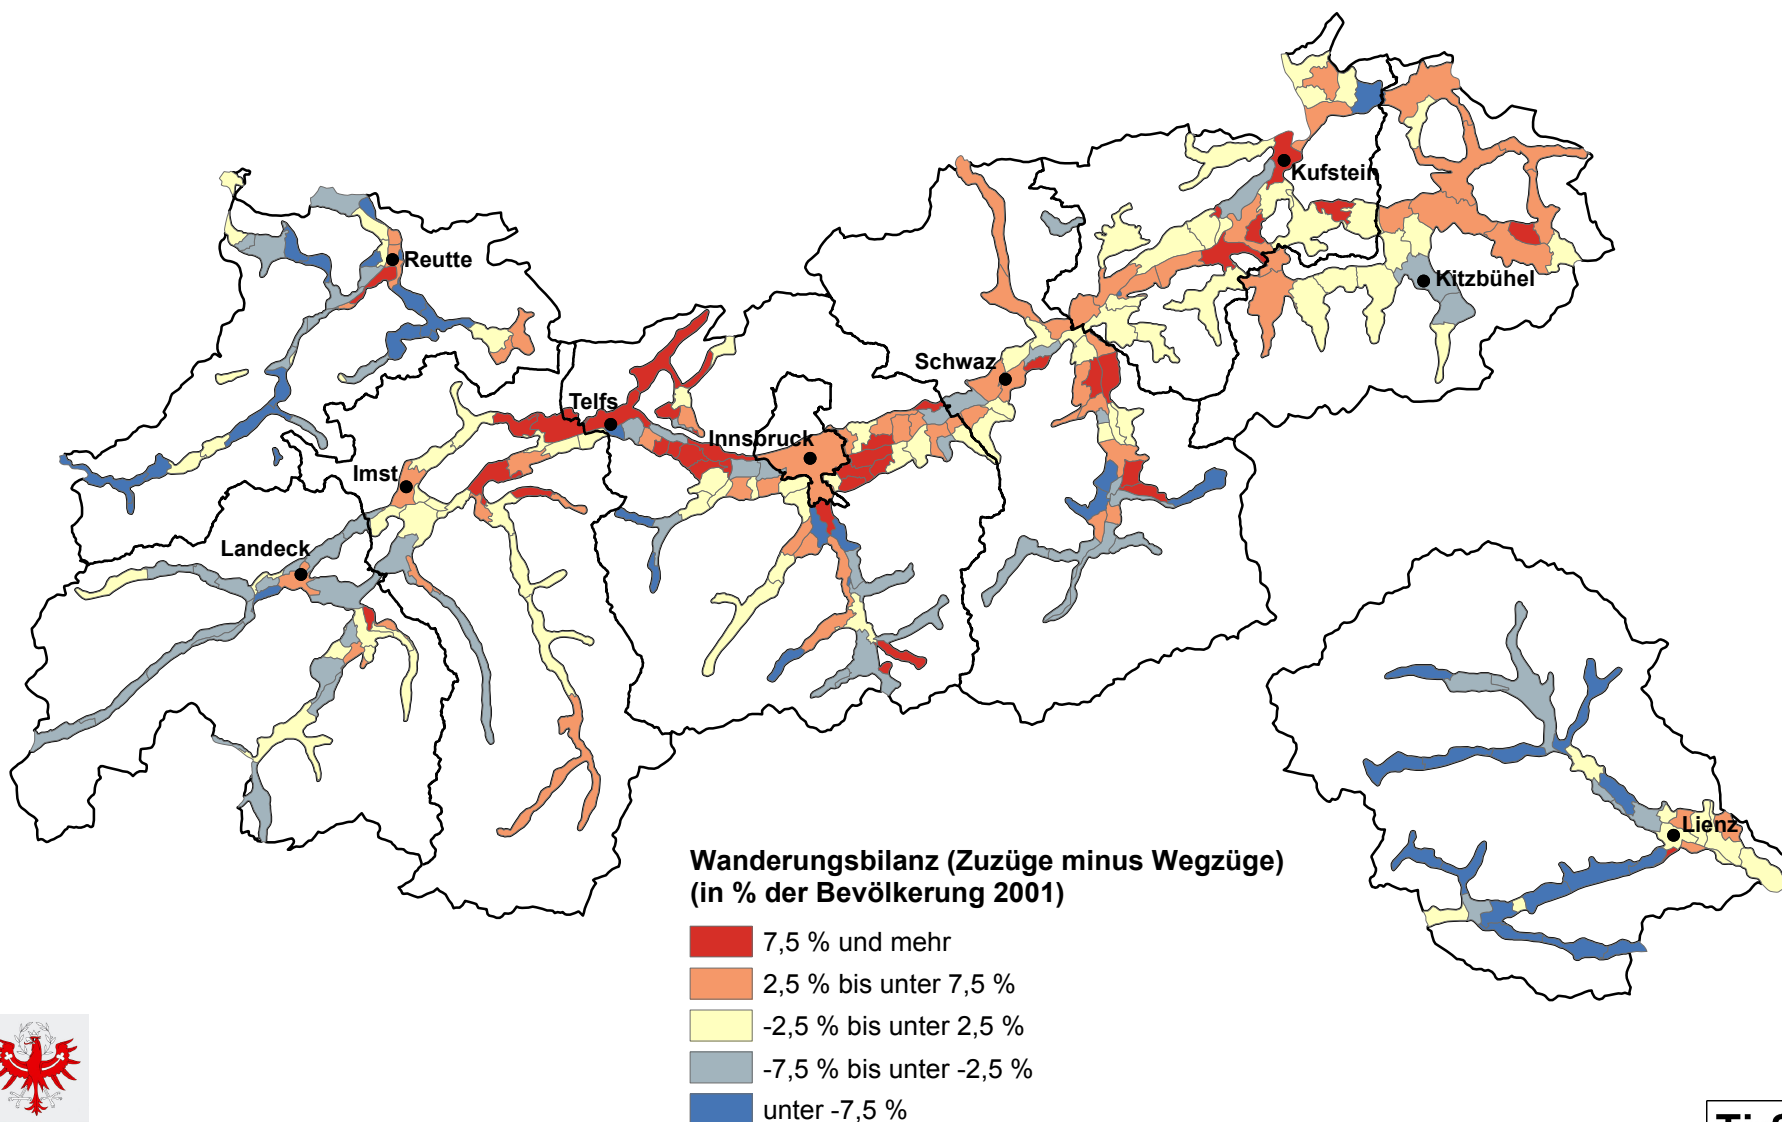 Kufstein
Reutte
Kitzbühel
Schwaz
Telfs
Innsbruck
Imst
Landeck
Lienz
Wanderungsbilanz (Zuzüge minus Wegzüge)
(in % der Bevölkerung 2001)
7,5 % und mehr
2,5 % bis unter 7,5 %
-2,5 % bis unter 2,5 %
-7,5 % bis unter -2,5 %
unter -7,5 %